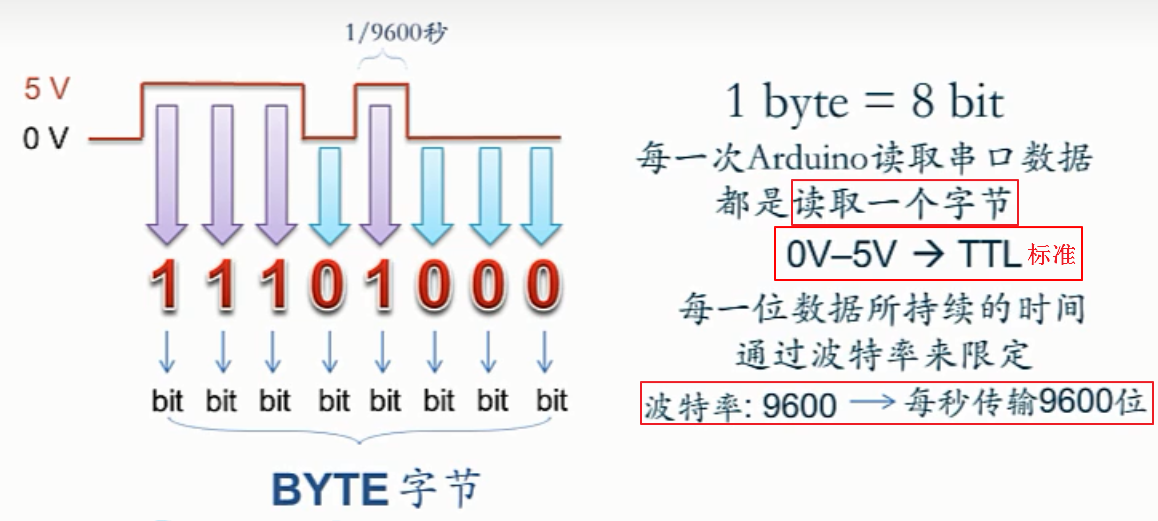 1/9600秒
5 V
0 V
1 1 1 0 1 0 0 0
bit bit bit bit bit bit bit bit
BYTE 字节
1 byte = 8 bit
每一次Arduino读取串口数据
都是读取一个字节
0V–5V → TTL 标准
每一位数据所持续的时间
通过波特率来限定
波特率: 9600 → 每秒传输9600位